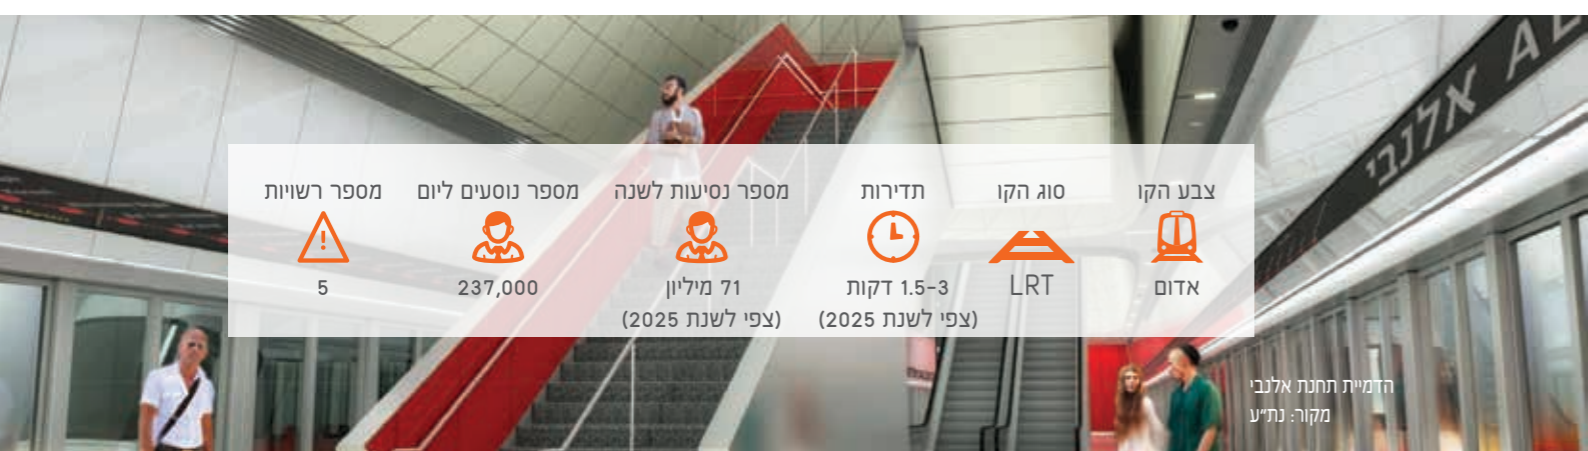 צבע הקו
אדום
סוג הקו
LRT
תדירות
1.5-3 דקות
(צפי לשנת 2025)
מספר נסיעות לשנה
71 מיליון
(צפי לשנת 2025)
מספר נוסעים ליום
237,000
מספר רשויות
5
אלנבי
הדמיית תחנת אלנבי
מקור: נת״ע